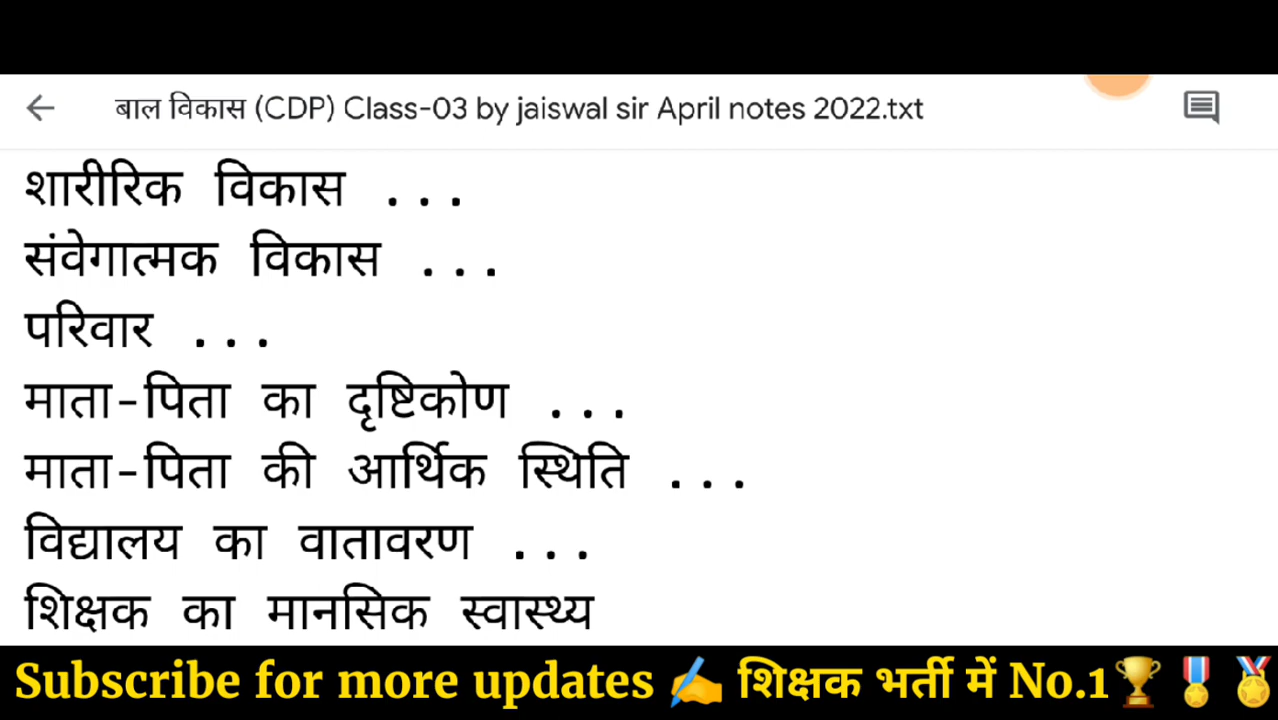 बाल विकास (CDP) Class-03 by jaiswal sir April notes 2022.txt
शारीरिक विकास ...
संवेगात्मक विकास ...
परिवार ...
माता-पिता का दृष्टिकोण ...
माता-पिता की आर्थिक स्थिति ...
विद्यालय का वातावरण ...
शिक्षक का मानसिक स्वास्थ्य
Subscribe for more updates ✍️ शिक्षक भर्ती में No.1🏆🎖️🏅